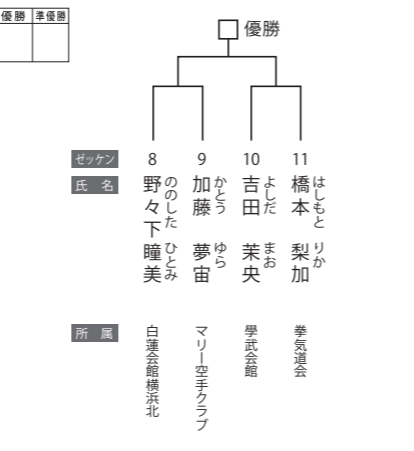 優勝 準優勝
優勝
ゼッケン 8 9 10 11
氏 名
野々下 瞳美
ののした ひとみ
加藤 夢宙
かとう ゆら
吉田 茉央
よしだ まお
橋本 梨加
はしもと りか
所 属
白蓮会館横浜北
マリー空手クラブ
學武会館
拳気道会